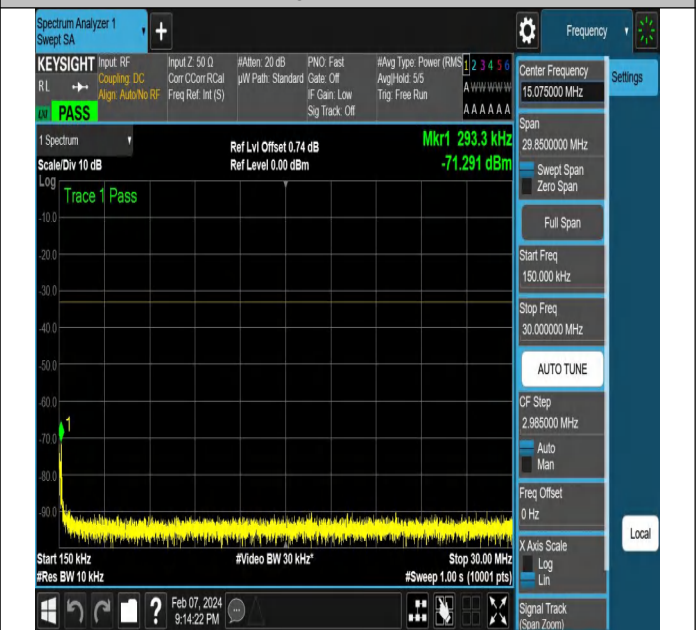 Spectrum Analyzer 1
Swept SA
+
Frequency
KEYSIGHT
RL
PASS
Input: RF
Coupling: DC
Align: Auto/No RF
Input Z: 50 Ω
Corr CCorr RCal
Freq Ref: Int (S)
#Atten: 20 dB
µW Path: Standard
PNO: Fast
Gate: Off
IF Gain: Low
Sig Track: Off
#Avg Type: Power (RMS
Avg|Hold: 5/5
Trig: Free Run
1 2 3 4 5 6
A W W W W W
A A A A A A
Center Frequency
15.075000 MHz
Settings
1 Spectrum
Scale/Div 10 dB
Ref Lvl Offset 0.74 dB
Ref Level 0.00 dBm
Mkr1 293.3 kHz
-71.291 dBm
Log
Trace 1 Pass
-10.0
-20.0
-30.0
-40.0
-50.0
-60.0
-70.0
-80.0
-90.0
1
Start 150 kHz
#Res BW 10 kHz
#Video BW 30 kHz*
Stop 30.00 MHz
#Sweep 1.00 s (10001 pts)
Span
29.8500000 MHz
Swept Span
Zero Span
Full Span
Start Freq
150.000 kHz
Stop Freq
30.000000 MHz
AUTO TUNE
CF Step
2.985000 MHz
Auto
Man
Freq Offset
0 Hz
X Axis Scale
Log
Lin
Signal Track
(Span Zoom)
Local
?
Feb 07, 2024
9:14:22 PM